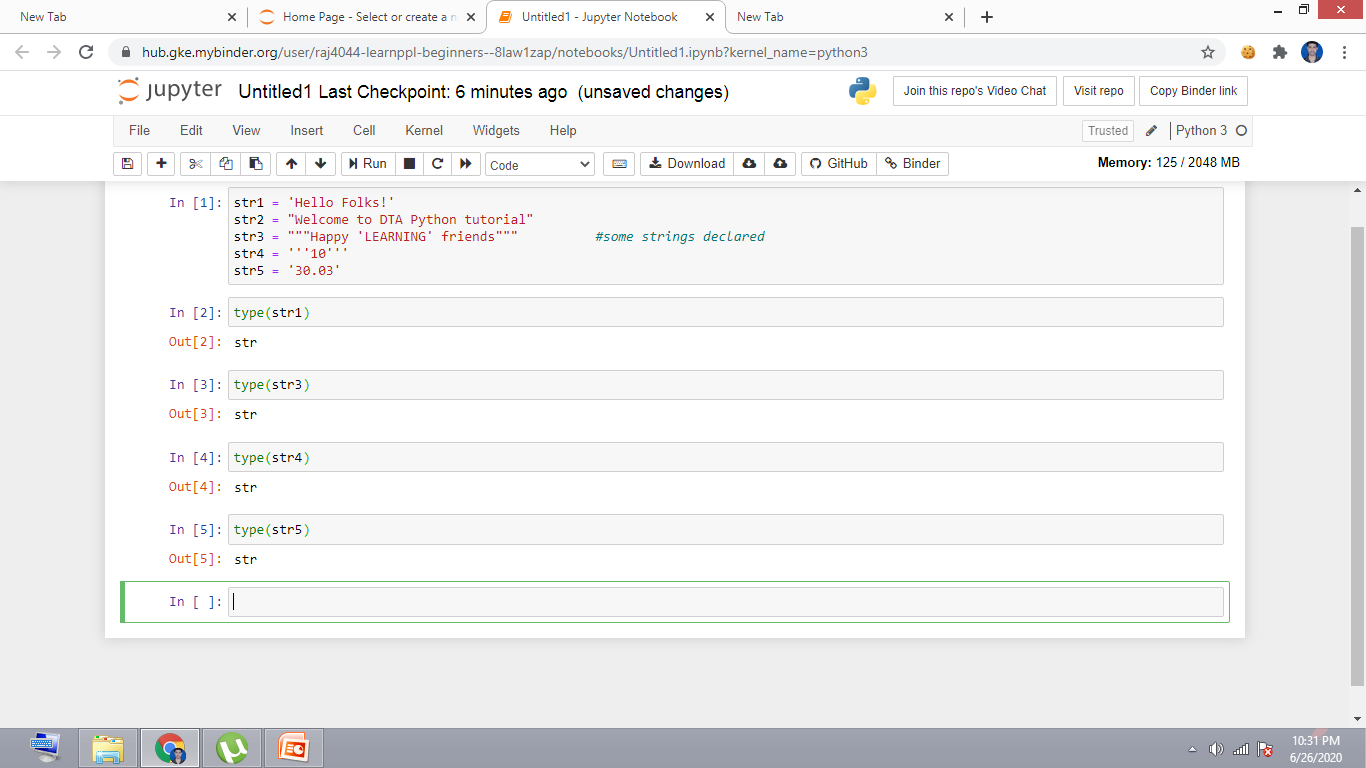 New Tab
Home Page - Select or create a n
Untitled1 - Jupyter Notebook
New Tab
hub.gke.mybinder.org/user/raj4044-learnppl-beginners--8law1zap/notebooks/Untitled1.ipynb?kernel_name=python3
jupyter Untitled1 Last Checkpoint: 6 minutes ago (unsaved changes)
Join this repo's Video Chat
Visit repo
Copy Binder link
File Edit View Insert Cell Kernel Widgets Help
Trusted
Python 3
Run
Code
Download
GitHub
Binder
Memory: 125 / 2048 MB
In [1]: str1 = 'Hello Folks!'
str2 = "Welcome to DTA Python tutorial"
str3 = """Happy 'LEARNING' friends""" #some strings declared
str4 = '''10'''
str5 = '30.03'
In [2]: type(str1)
Out[2]: str
In [3]: type(str3)
Out[3]: str
In [4]: type(str4)
Out[4]: str
In [5]: type(str5)
Out[5]: str
In [ ]:
10:31 PM
6/26/2020